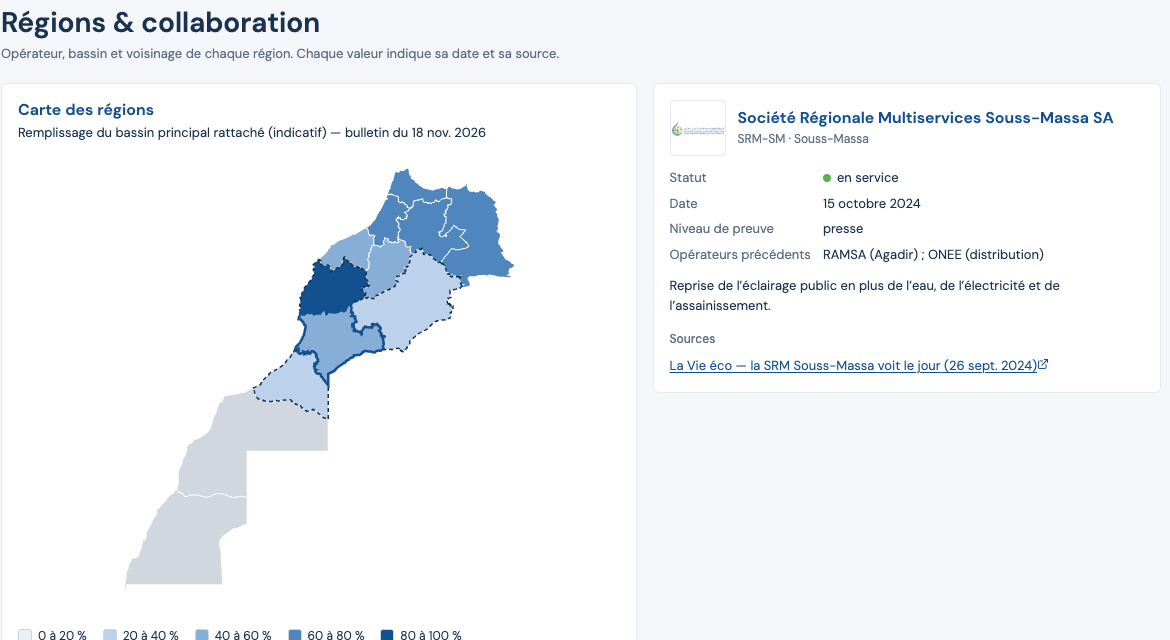 Régions & collaboration
Opérateur, bassin et voisinage de chaque région. Chaque valeur indique sa date et sa source.
Carte des régions
Remplissage du bassin principal rattaché (indicatif) — bulletin du 18 nov. 2026
0 à 20 %
20 à 40 %
40 à 60 %
60 à 80 %
80 à 100 %
Société Régionale Multiservices Souss-Massa SA
SRM-SM · Souss-Massa
Statut
en service
Date
15 octobre 2024
Niveau de preuve
presse
Opérateurs précédents
RAMSA (Agadir) ; ONEE (distribution)
Reprise de l’éclairage public en plus de l’eau, de l’électricité et de
l’assainissement.
Sources
La Vie éco — la SRM Souss-Massa voit le jour (26 sept. 2024)